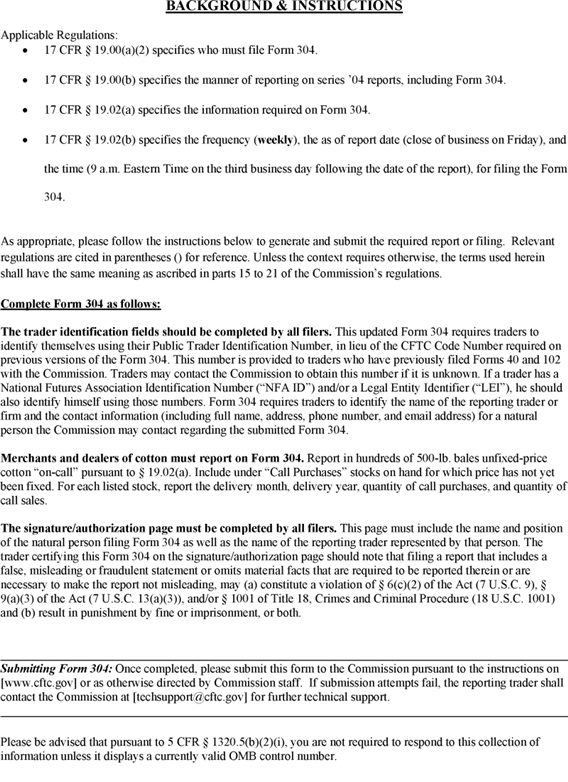 BACKGROUND & INSTRUCTIONS
Applicable Regulations:
• 17 CFR § 19.00(a)(2) specifies who must file Form 304.
• 17 CFR § 19.00(b) specifies the manner of reporting on series ’04 reports, including Form 304.
• 17 CFR § 19.02(a) specifies the information required on Form 304.
• 17 CFR § 19.02(b) specifies the frequency (weekly), the as of report date (close of business on Friday), and
the time (9 a.m. Eastern Time on the third business day following the date of the report), for filing the Form
304.
As appropriate, please follow the instructions below to generate and submit the required report or filing. Relevant
regulations are cited in parentheses () for reference. Unless the context requires otherwise, the terms used herein
shall have the same meaning as ascribed in parts 15 to 21 of the Commission’s regulations.
Complete Form 304 as follows:
The trader identification fields should be completed by all filers. This updated Form 304 requires traders to
identify themselves using their Public Trader Identification Number, in lieu of the CFTC Code Number required on
previous versions of the Form 304. This number is provided to traders who have previously filed Forms 40 and 102
with the Commission. Traders may contact the Commission to obtain this number if it is unknown. If a trader has a
National Futures Association Identification Number (“NFA ID”) and/or a Legal Entity Identifier (“LEI”), he should
also identify himself using those numbers. Form 304 requires traders to identify the name of the reporting trader or
firm and the contact information (including full name, address, phone number, and email address) for a natural
person the Commission may contact regarding the submitted Form 304.
Merchants and dealers of cotton must report on Form 304. Report in hundreds of 500-lb. bales unfixed-price
cotton “on-call” pursuant to § 19.02(a). Include under “Call Purchases” stocks on hand for which price has not yet
been fixed. For each listed stock, report the delivery month, delivery year, quantity of call purchases, and quantity of
call sales.
The signature/authorization page must be completed by all filers. This page must include the name and position
of the natural person filing Form 304 as well as the name of the reporting trader represented by that person. The
trader certifying this Form 304 on the signature/authorization page should note that filing a report that includes a
false, misleading or fraudulent statement or omits material facts that are required to be reported therein or are
necessary to make the report not misleading, may (a) constitute a violation of § 6(c)(2) of the Act (7 U.S.C. 9), §
9(a)(3) of the Act (7 U.S.C. 13(a)(3)), and/or § 1001 of Title 18, Crimes and Criminal Procedure (18 U.S.C. 1001)
and (b) result in punishment by fine or imprisonment, or both.
Submitting Form 304: Once completed, please submit this form to the Commission pursuant to the instructions on
[www.cftc.gov] or as otherwise directed by Commission staff. If submission attempts fail, the reporting trader shall
contact the Commission at [techsupport@cftc.gov] for further technical support.
Please be advised that pursuant to 5 CFR § 1320.5(b)(2)(i), you are not required to respond to this collection of
information unless it displays a currently valid OMB control number.